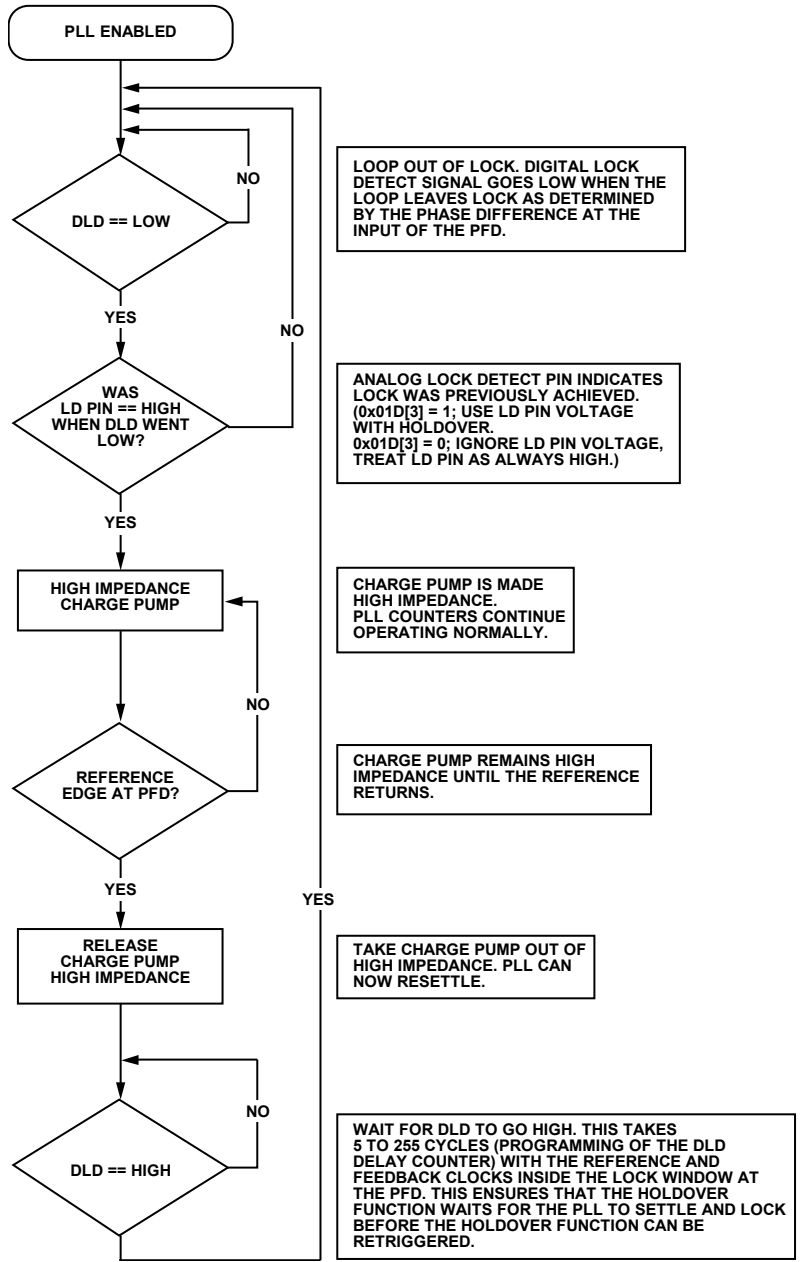 PLL ENABLED
NO
DLD == LOW
LOOP OUT OF LOCK. DIGITAL LOCK
DETECT SIGNAL GOES LOW WHEN THE
LOOP LEAVES LOCK AS DETERMINED
BY THE PHASE DIFFERENCE AT THE
INPUT OF THE PFD.
YES
NO
WAS
LD PIN == HIGH
WHEN DLD WENT
LOW?
ANALOG LOCK DETECT PIN INDICATES
LOCK WAS PREVIOUSLY ACHIEVED.
(0x01D[3] = 1; USE LD PIN VOLTAGE
WITH HOLDOVER.
0x01D[3] = 0; IGNORE LD PIN VOLTAGE,
TREAT LD PIN AS ALWAYS HIGH.)
YES
HIGH IMPEDANCE
CHARGE PUMP
CHARGE PUMP IS MADE
HIGH IMPEDANCE.
PLL COUNTERS CONTINUE
OPERATING NORMALLY.
NO
REFERENCE
EDGE AT PFD?
CHARGE PUMP REMAINS HIGH
IMPEDANCE UNTIL THE REFERENCE
RETURNS.
YES
YES
RELEASE
CHARGE PUMP
HIGH IMPEDANCE
TAKE CHARGE PUMP OUT OF
HIGH IMPEDANCE. PLL CAN
NOW RESETTLE.
NO
DLD == HIGH
WAIT FOR DLD TO GO HIGH. THIS TAKES
5 TO 255 CYCLES (PROGRAMMING OF THE DLD
DELAY COUNTER) WITH THE REFERENCE AND
FEEDBACK CLOCKS INSIDE THE LOCK WINDOW AT
THE PFD. THIS ENSURES THAT THE HOLDOVER
FUNCTION WAITS FOR THE PLL TO SETTLE AND LOCK
BEFORE THE HOLDOVER FUNCTION CAN BE
RETRIGGERED.